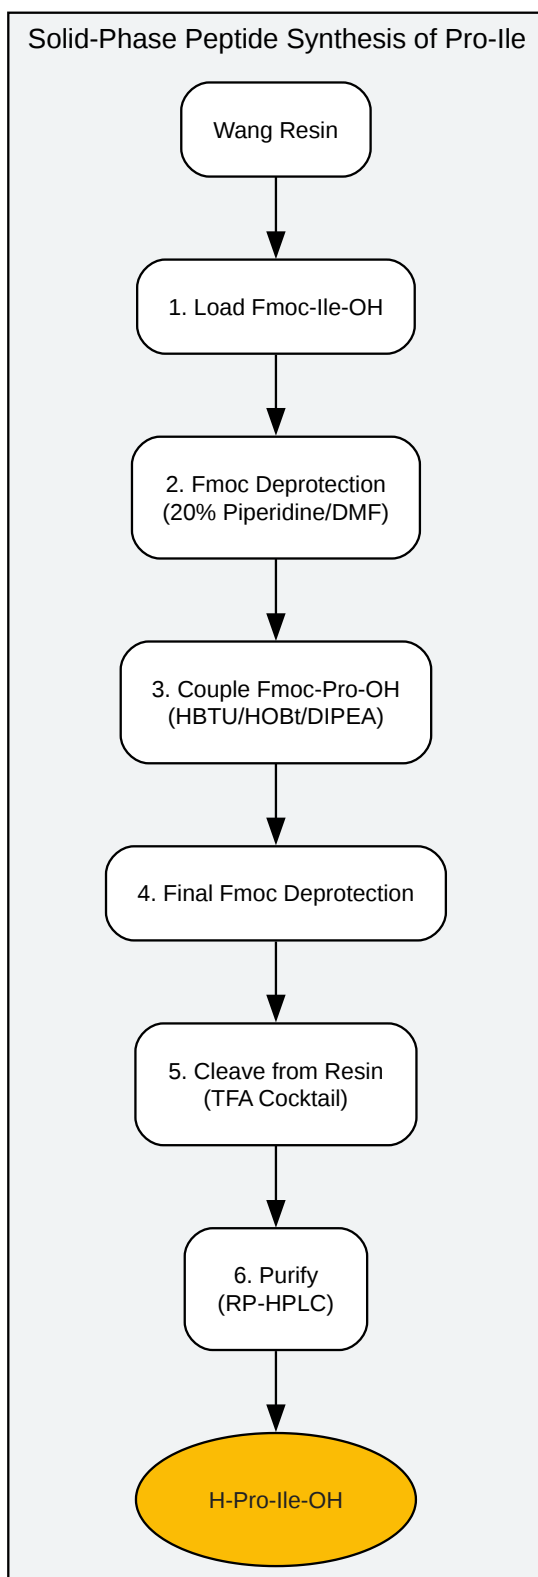 Solid-Phase Peptide Synthesis of Pro-Ile
Wang Resin
1. Load Fmoc-Ile-OH
2. Fmoc Deprotection
(20% Piperidine/DMF)
3. Couple Fmoc-Pro-OH
(HBTU/HOBt/DIPEA)
4. Final Fmoc Deprotection
5. Cleave from Resin
(TFA Cocktail)
6. Purify
(RP-HPLC)
H-Pro-Ile-OH